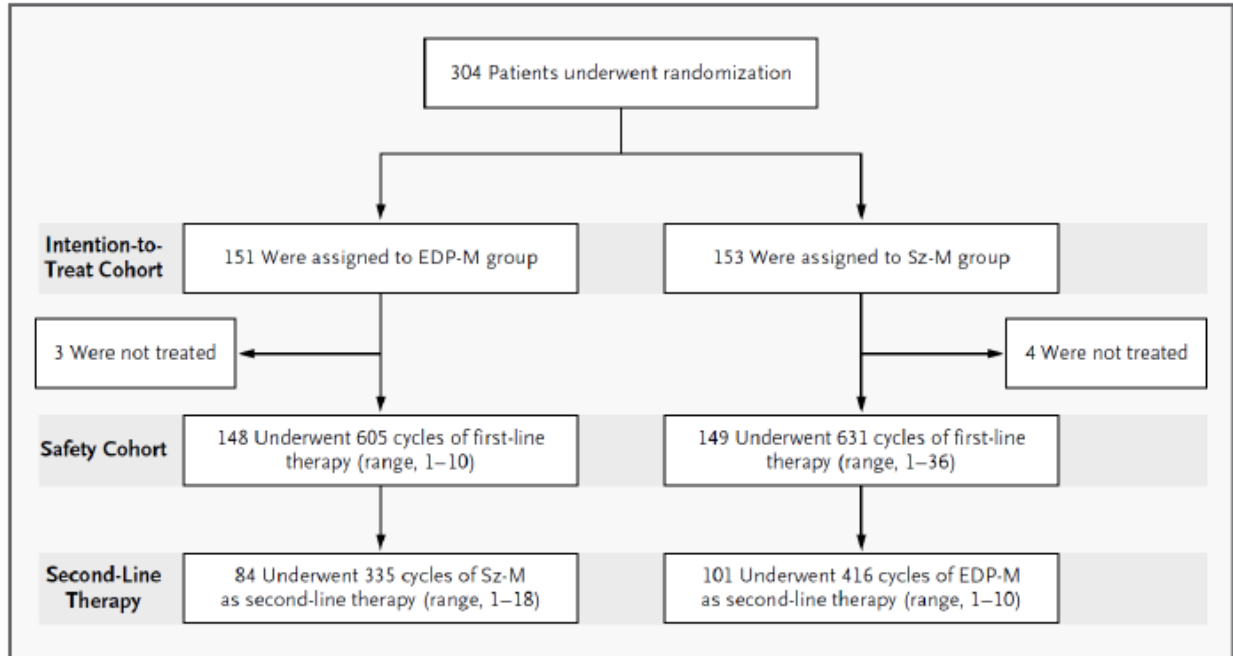 304 Patients underwent randomization
Intention-to-
Treat Cohort
151 Were assigned to EDP-M group
153 Were assigned to Sz-M group
3 Were not treated
4 Were not treated
Safety Cohort
148 Underwent 605 cycles of first-line
therapy (range, 1–10)
149 Underwent 631 cycles of first-line
therapy (range, 1–36)
Second-Line
Therapy
84 Underwent 335 cycles of Sz-M
as second-line therapy (range, 1–18)
101 Underwent 416 cycles of EDP-M
as second-line therapy (range, 1–10)